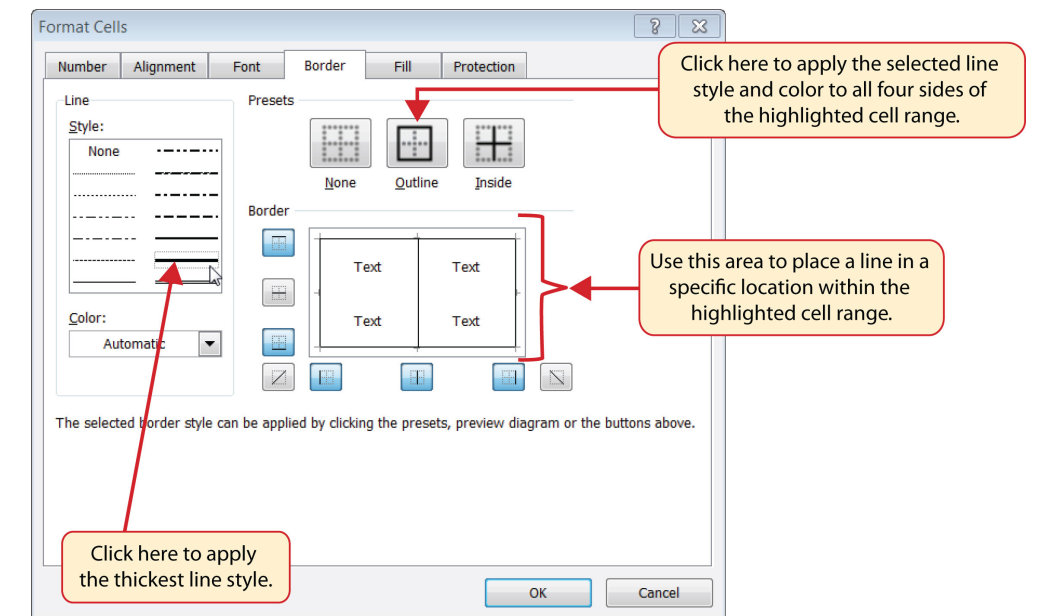 Format Cells
Number Alignment Font Border Fill Protection
Click here to apply the selected line
style and color to all four sides of
the highlighted cell range.
Line
Presets
Style:
None
None Outline Inside
Border
Text Text
Text Text
Use this area to place a line in a
specific location within the
highlighted cell range.
Color:
Automatic
The selected border style can be applied by clicking the presets, preview diagram or the buttons above.
Click here to apply
the thickest line style.
OK Cancel